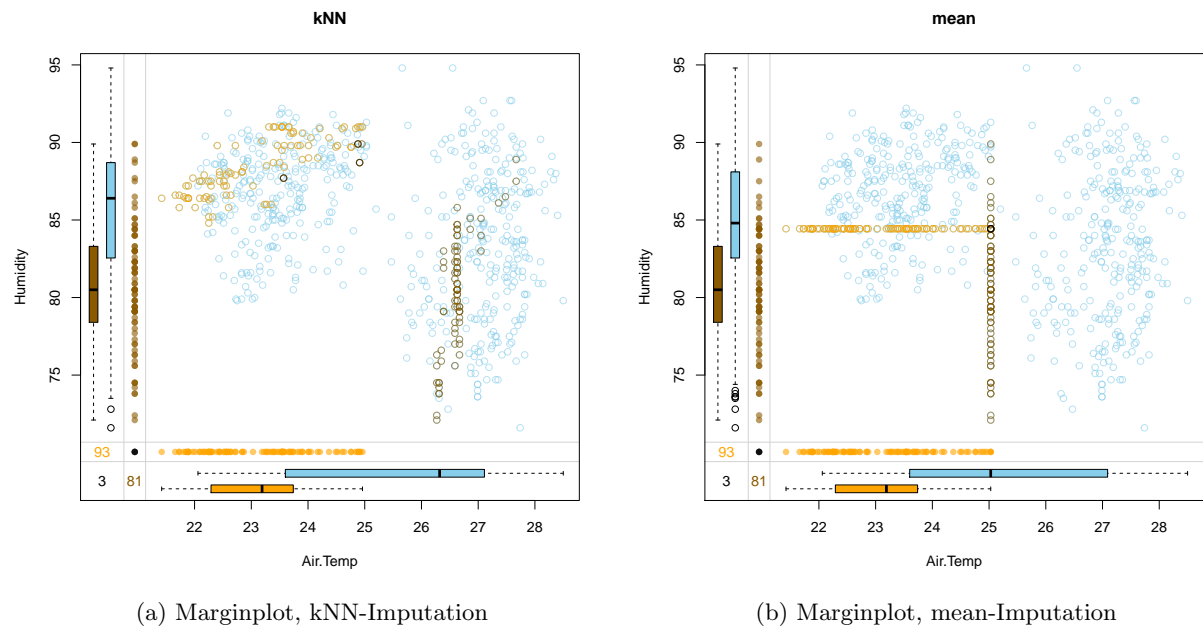 kNN
95
90
85
80
75
Humidity
93
3
81
22 23 24 25 26 27 28
Air.Temp
(a) Marginplot, kNN-Imputation
mean
95
90
85
80
75
Humidity
93
3
81
22 23 24 25 26 27 28
Air.Temp
(b) Marginplot, mean-Imputation